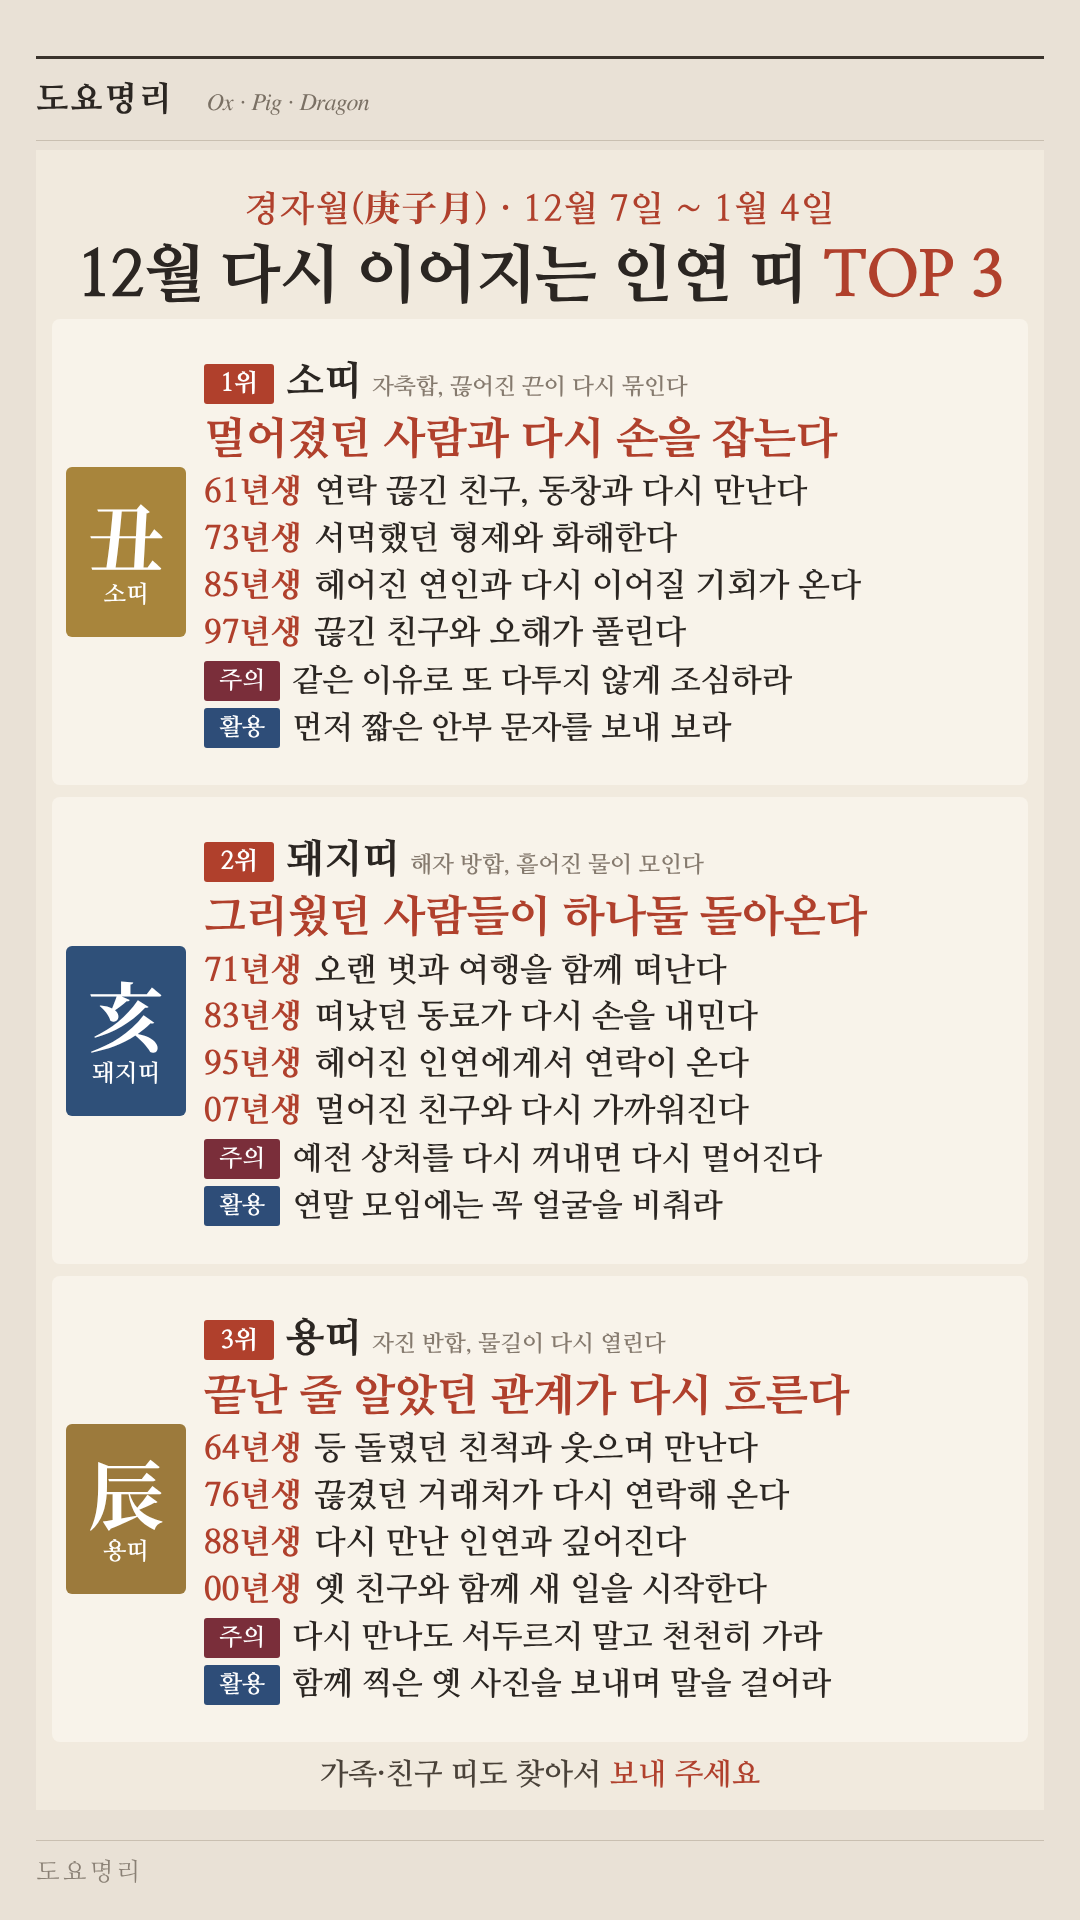 도요명리 Ox · Pig · Dragon
경자월(庚子月) · 12월 7일 ~ 1월 4일
12월 다시 이어지는 인연 띠 TOP 3
丑
소띠
1위 소띠 자축합, 끊어진 끈이 다시 묶인다
멀어졌던 사람과 다시 손을 잡는다
61년생 연락 끊긴 친구, 동창과 다시 만난다
73년생 서먹했던 형제와 화해한다
85년생 헤어진 연인과 다시 이어질 기회가 온다
97년생 끊긴 친구와 오해가 풀린다
주의 같은 이유로 또 다투지 않게 조심하라
활용 먼저 짧은 안부 문자를 보내 보라
亥
돼지띠
2위 돼지띠 해자 방합, 흩어진 물이 모인다
그리웠던 사람들이 하나둘 돌아온다
71년생 오랜 벗과 여행을 함께 떠난다
83년생 떠났던 동료가 다시 손을 내민다
95년생 헤어진 인연에게서 연락이 온다
07년생 멀어진 친구와 다시 가까워진다
주의 예전 상처를 다시 꺼내면 다시 멀어진다
활용 연말 모임에는 꼭 얼굴을 비춰라
辰
용띠
3위 용띠 자진 반합, 물길이 다시 열린다
끝난 줄 알았던 관계가 다시 흐른다
64년생 등 돌렸던 친척과 웃으며 만난다
76년생 끊겼던 거래처가 다시 연락해 온다
88년생 다시 만난 인연과 깊어진다
00년생 옛 친구와 함께 새 일을 시작한다
주의 다시 만나도 서두르지 말고 천천히 가라
활용 함께 찍은 옛 사진을 보내며 말을 걸어라
가족·친구 띠도 찾아서 보내 주세요
도요명리